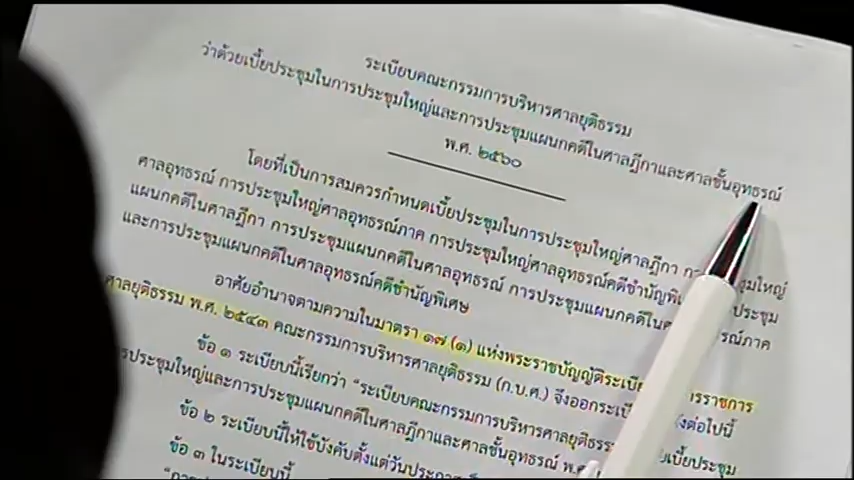 ระเบียบคณะกรรมการบริหารศาลยุติธรรม
ว่าด้วยเบี้ยประชุมในการประชุมใหญ่และการประชุมแผนกคดีในศาลฎีกาและศาลชั้นอุทธรณ์
พ.ศ. ๒๕๖๐
โดยที่เป็นการสมควรกำหนดเบี้ยประชุมในการประชุมใหญ่ศาลฎีกา
ศาลอุทธรณ์ การประชุมใหญ่ศาลอุทธรณ์ภาค การประชุมใหญ่ศาลอุทธรณ์คดีชำนัญ
แผนกคดีในศาลฎีกา การประชุมแผนกคดีในศาลอุทธรณ์ การประชุมแผนกคดีในศ
และการประชุมแผนกคดีในศาลอุทธรณ์คดีชำนัญพิเศษ
อาศัยอำนาจตามความในมาตรา ๑๗ (๑) แห่งพระราชบัญญัติระเบี ราชการ
ศาลยุติธรรม พ.ศ. ๒๕๔๓ คณะกรรมการบริหารศาลยุติธรรม (ก.บ.ศ.) จึงออกระเบี ต่อไปนี้
ข้อ ๑ ระเบียบนี้เรียกว่า “ระเบียบคณะกรรมการบริหารศาลยุติธร เบี้ยประชุม
ประชุมใหญ่และการประชุมแผนกคดีในศาลฎีกาและศาลชั้นอุทธรณ์ พ.ศ
ข้อ ๒ ระเบียบนี้ให้ใช้บังคับตั้งแต่วันประกาศ
ข้อ ๓ ในระเบียบนี้